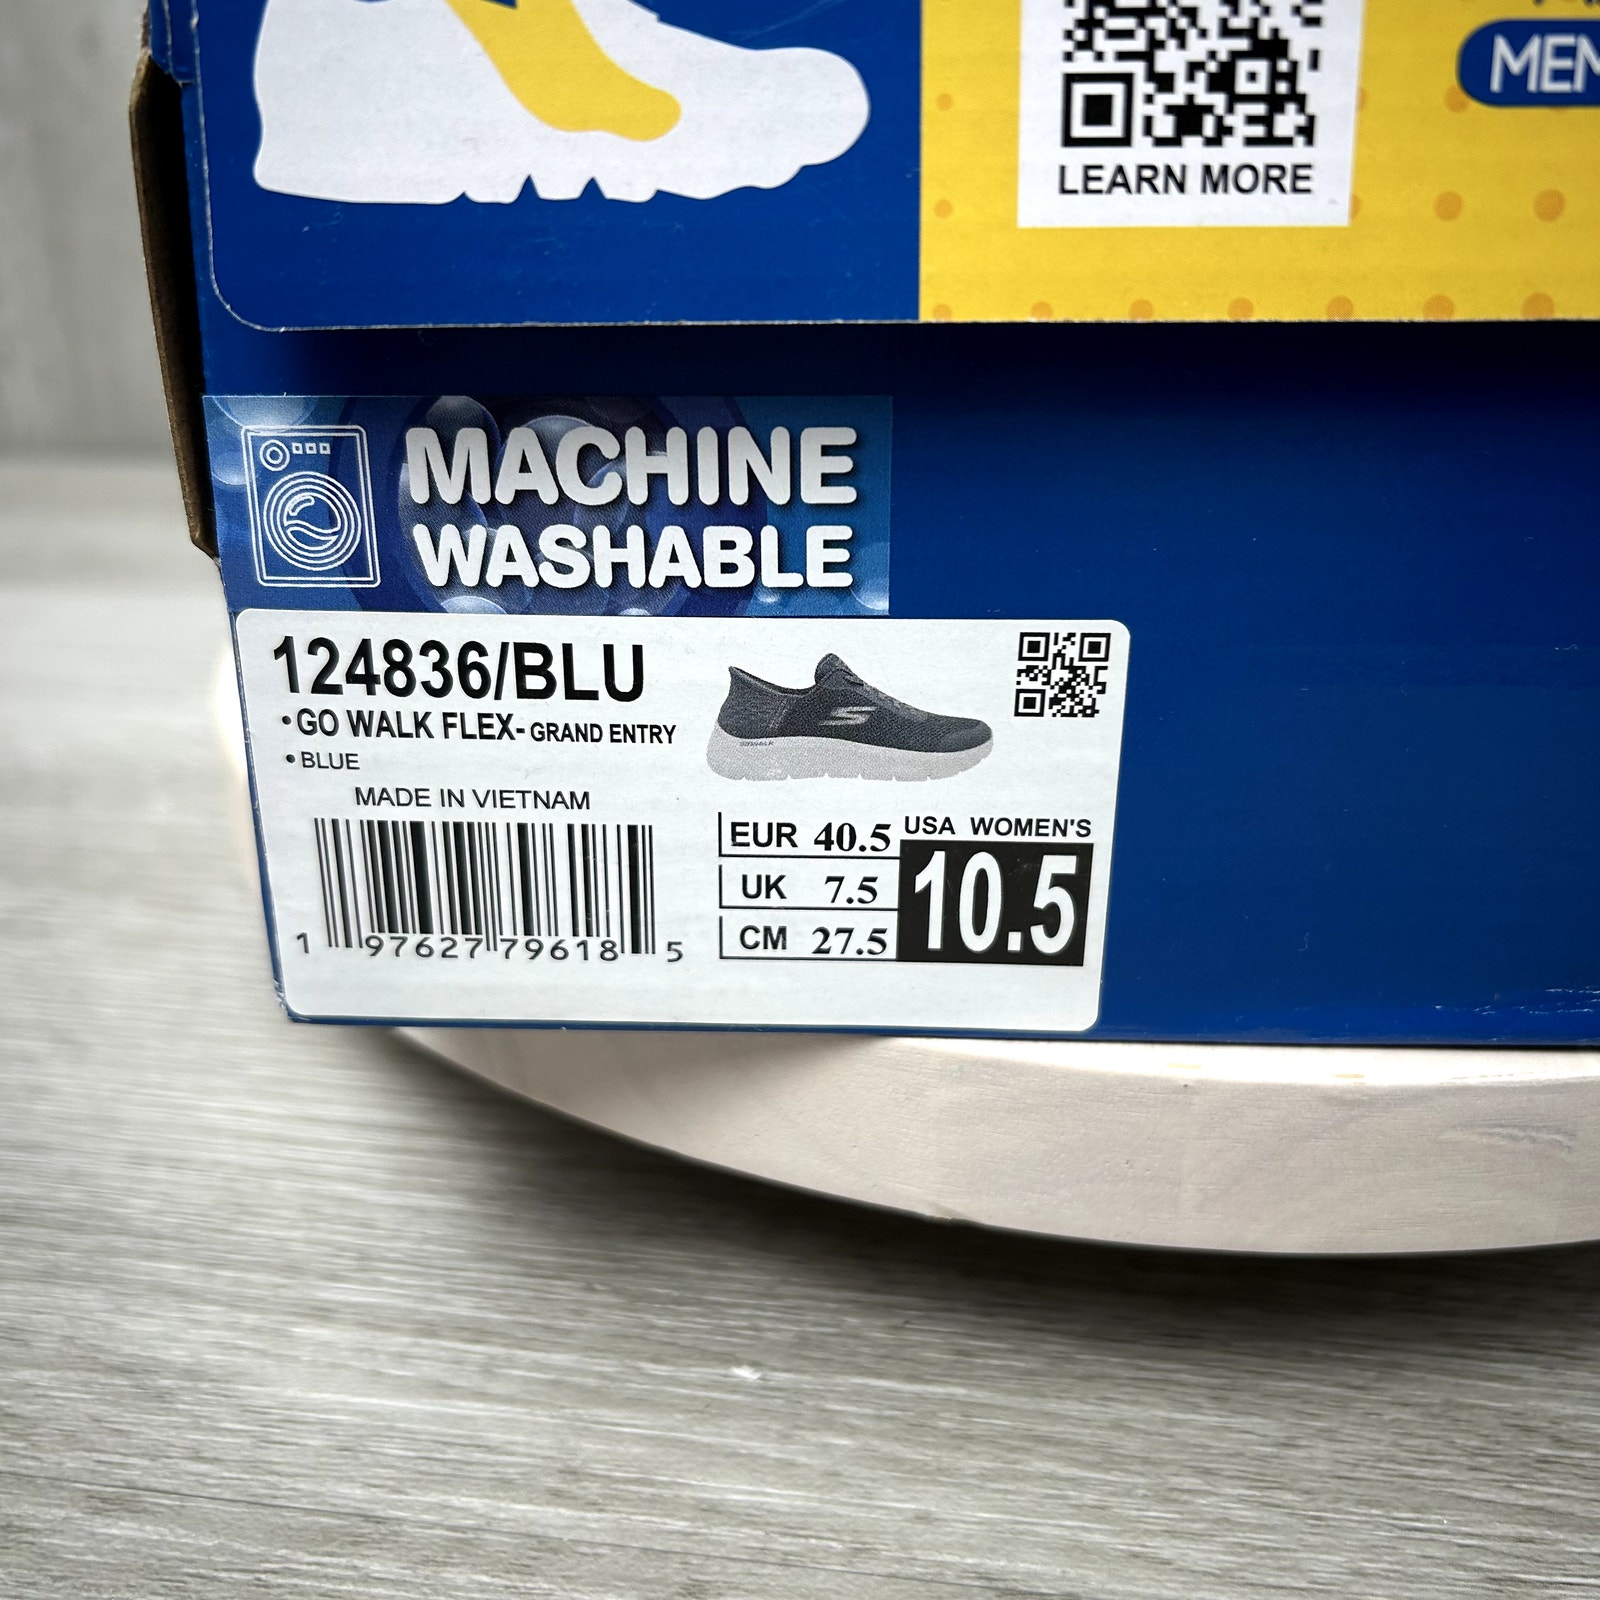 MEM
LEARN MORE
MACHINE
WASHABLE
124836/BLU
•GO WALK FLEX- GRAND ENTRY
•BLUE
MADE IN VIETNAM
1 97627 79618 5
EUR 40.5
UK 7.5
CM 27.5
USA WOMEN'S
10.5